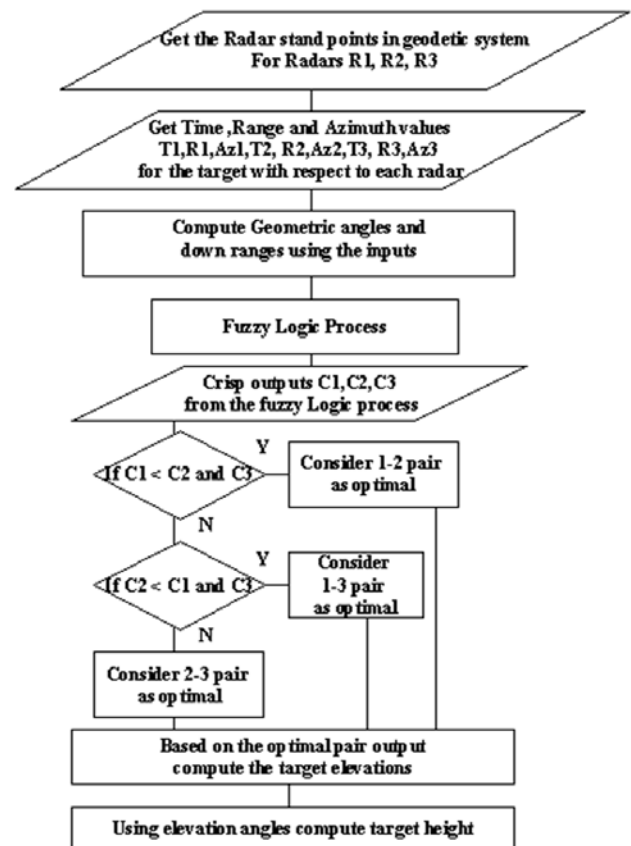 Get the Radar stand points in geodetic system
For Radars R1, R2, R3
Get Time ,Range and Azimuth values
T1,R1,Az1,T2, R2,Az2,T3, R3,Az3
for the target with respect to each radar
Compute Geometric angles and
down ranges using the inputs
Fuzzy Logic Process
Crisp outputs C1,C2,C3
from the fuzzy Logic process
If C1 < C2 and C3
Y
Consider 1-2 pair
as optimal
N
If C2 < C1 and C3
Y
Consider
1-3 pair
as optimal
N
Consider 2-3 pair
as optimal
Based on the optimal pair output
compute the target elevations
Using elevation angles compute target height